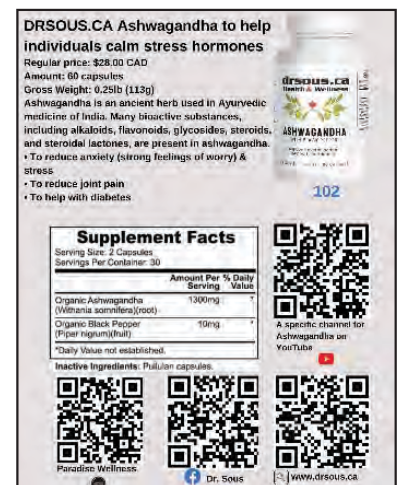 DRSOUS.CA Ashwagandha to help
individuals calm stress hormones
Regular price: $28.00 CAD
Amount: 60 capsules
Gross Weight: 0.25lb (113g)
Ashwagandha is an ancient herb used in Ayurvedic
medicine of India. Many bioactive substances,
including alkaloids, flavonoids, glycosides, steroids,
and steroidal lactones, are present in ashwagandha.
• To reduce anxiety (strong feelings of worry) &
stress
• To reduce joint pain
• To help with diabetes
drsous.ca
Health & Wellness
ASHWAGANDHA
102
Supplement Facts
Serving Size: 2 Capsules
Servings Per Container: 30
Amount Per % Daily
Serving Value
Organic Ashwagandha 1300mg *
(Withania somnifera)(root)
Organic Black Pepper 10mg *
(Piper nigrum)(fruit)
*Daily Value not established.
Inactive Ingredients: Pullulan capsules.
A specific channel for
Ashwagandha on
YouTube
Paradise Wellness
Dr. Sous
www.drsous.ca